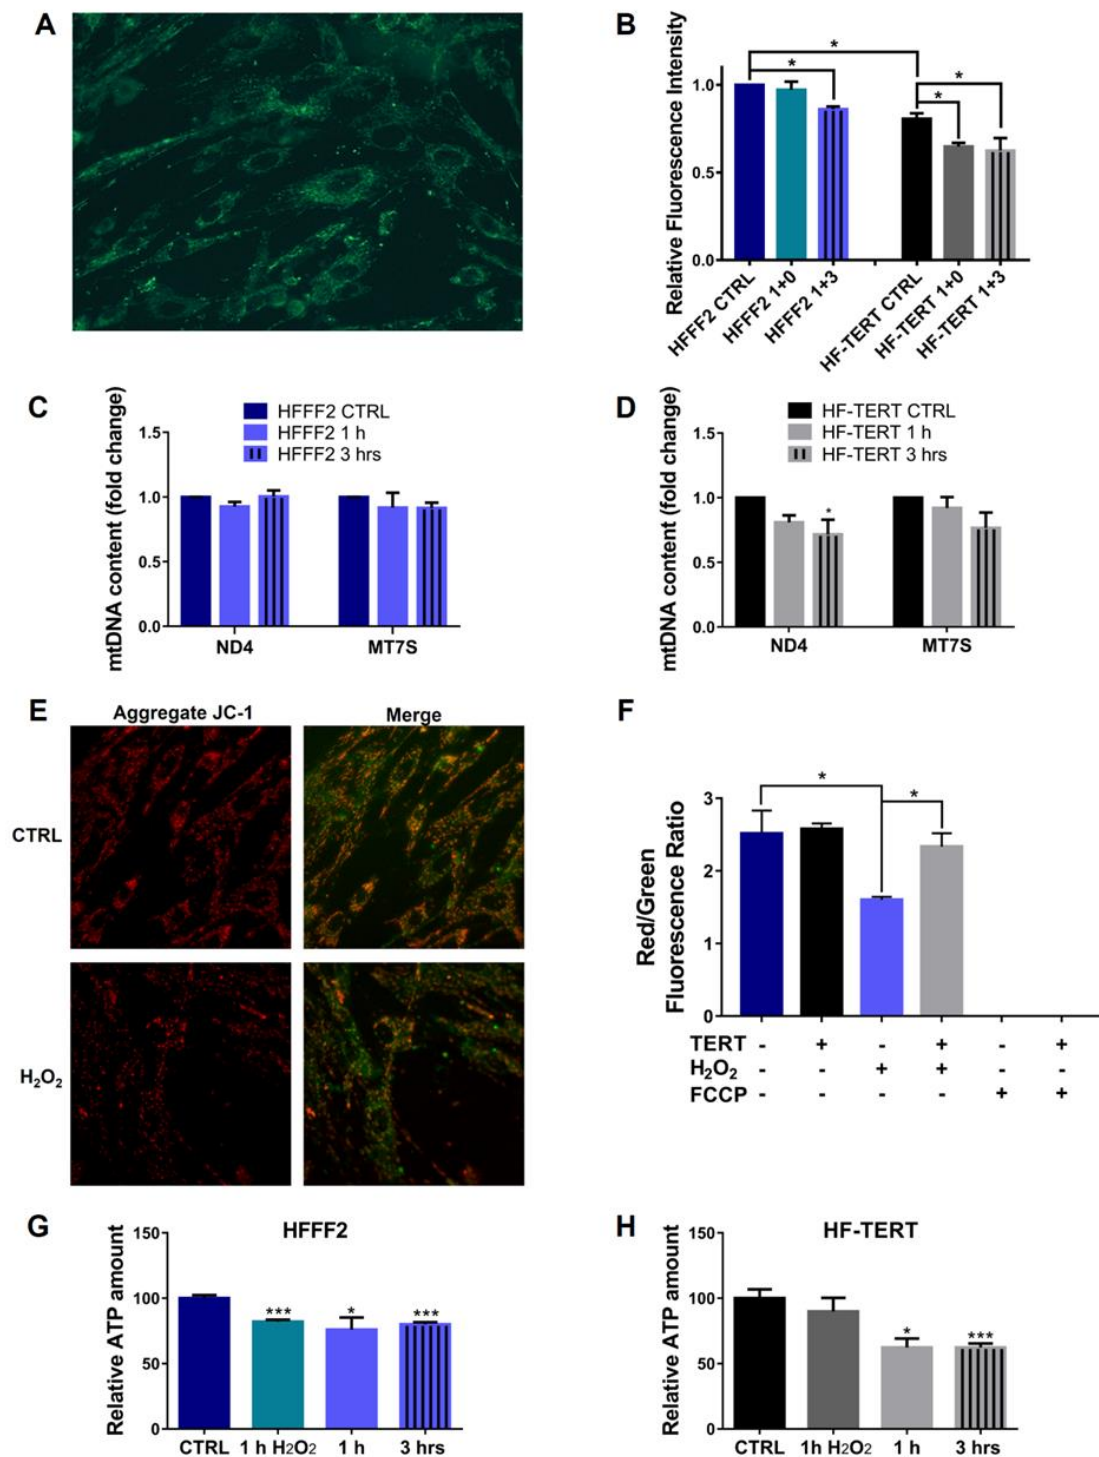 A
B
Relative Fluorescence Intensity
*
*
*
*
1.0
0.5
0.0
HFFF2 CTRL
HFFF2 1+0
HFFF2 1+3
HF-TERT CTRL
HF-TERT 1+0
HF-TERT 1+3
C
HFFF2 CTRL
HFFF2 1 h
HFFF2 3 hrs
mtDNA content (fold change)
1.5
1.0
0.5
0.0
ND4
MT7S
D
HF-TERT CTRL
HF-TERT 1 h
HF-TERT 3 hrs
mtDNA content (fold change)
1.5
1.0
0.5
0.0
*
ND4
MT7S
E
Aggregate JC-1
Merge
CTRL
H2O2
F
Red/Green
Fluorescence Ratio
3
2
1
0
*
*
TERT - + - + - +
H2O2 - - + + - -
FCCP - - - - + +
G
HFFF2
Relative ATP amount
150
100
50
0
***
*
***
CTRL 1 h H2O2 1 h 3 hrs
H
HF-TERT
Relative ATP amount
150
100
50
0
*
***
CTRL 1h H2O2 1 h 3 hrs